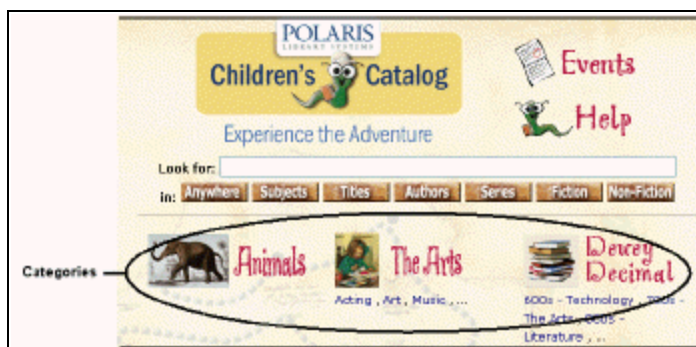 POLARIS
LIBRARY SYSTEMS
Children's Catalog
Experience the Adventure
Events
Help
Look for:
in: Anywhere Subjects Titles Authors Series Fiction Non-Fiction
Categories
Animals
The Arts
Acting , Art , Music , ...
Dewey
Decimal
600s - Technology , 700s -
The Arts , 800s -
Literature , ...